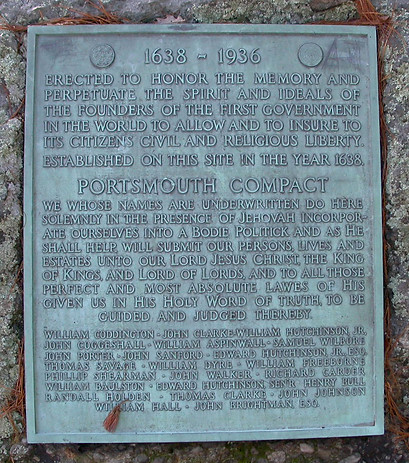 1638 - 1936
ERECTED TO HONOR THE MEMORY AND
PERPETUATE THE SPIRIT AND IDEALS OF
THE FOUNDERS OF THE FIRST GOVERNMENT
IN THE WORLD TO ALLOW AND TO INSURE TO
ITS CITIZENS CIVIL AND RELIGIOUS LIBERTY.
ESTABLISHED ON THIS SITE IN THE YEAR 1638.
PORTSMOUTH COMPACT
WE WHOSE NAMES ARE UNDERWRITTEN DO HERE
SOLEMNLY IN THE PRESENCE OF JEHOVAH INCORPOR-
ATE OURSELVES INTO A BODIE POLITICK AND AS HE
SHALL HELP, WILL SUBMIT OUR PERSONS, LIVES AND
ESTATES UNTO OUR LORD JESUS CHRIST, THE KING
OF KINGS, AND LORD OF LORDS, AND TO ALL THOSE
PERFECT AND MOST ABSOLUTE LAWES OF HIS
GIVEN US IN HIS HOLY WORD OF TRUTH, TO BE
GUIDED AND JUDGED THEREBY.
WILLIAM CODDINGTON · JOHN CLARKE · WILLIAM HUTCHINSON, JR.
JOHN COGGESHALL · WILLIAM ASPINWALL · SAMUEL WILBORE
JOHN PORTER · JOHN SANFORD · EDWARD HUTCHINSON, JR., ESQ.
THOMAS SAVAGE · WILLIAM DYRE · WILLIAM FREEBORNE
PHILLIP SHEARMAN · JOHN WALKER · RICHARD CARDER
WILLIAM BAULSTON · EDWARD HUTCHINSON, SEN'R HENRY BULL
RANDALL HOLDEN · THOMAS CLARKE · JOHN JOHNSON
WILLIAM HALL · JOHN BRIGHTMAN, ESQ.